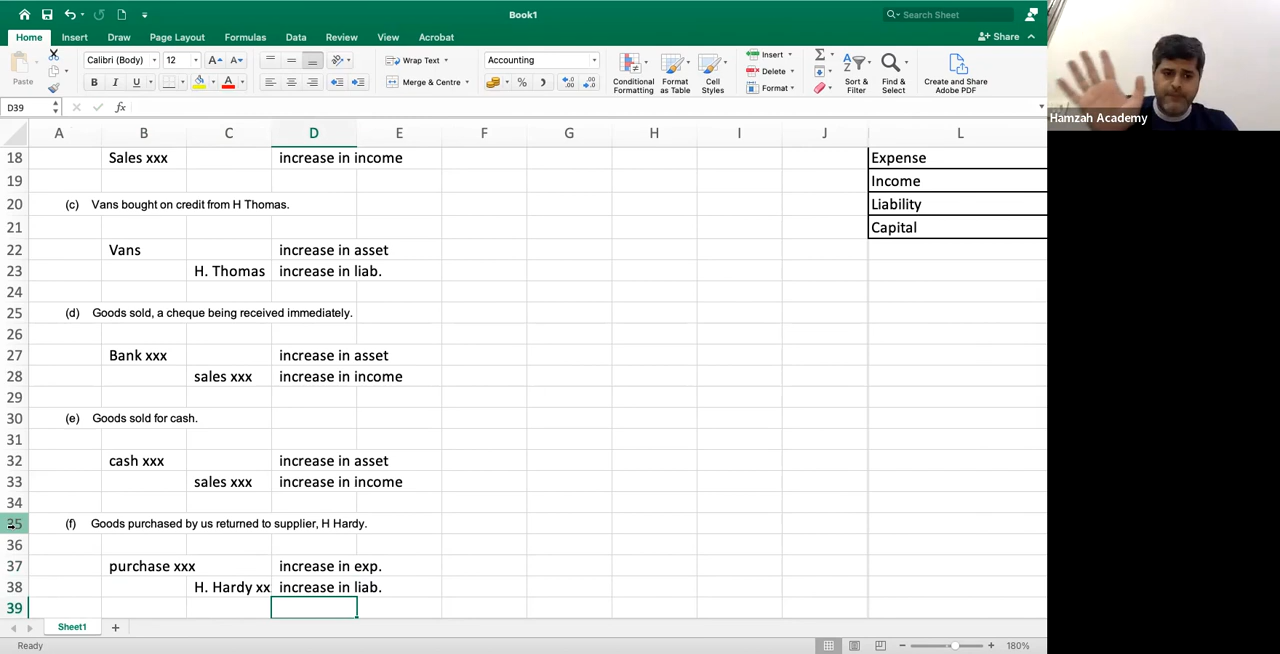 Book1
Search Sheet
Home Insert Draw Page Layout Formulas Data Review View Acrobat
Share
Paste
Calibri (Body) 12
Wrap Text
Merge & Centre
Accounting
Conditional Formatting
Format as Table
Cell Styles
Insert
Delete
Format
Sort & Filter
Find & Select
Create and Share Adobe PDF
D39
fx
A B C D E F G H I J L
18 Sales xxx increase in income Expense
19 Income
20 (c) Vans bought on credit from H Thomas. Liability
21 Capital
22 Vans increase in asset
23 H. Thomas increase in liab.
24
25 (d) Goods sold, a cheque being received immediately.
26
27 Bank xxx increase in asset
28 sales xxx increase in income
29
30 (e) Goods sold for cash.
31
32 cash xxx increase in asset
33 sales xxx increase in income
34
35 (f) Goods purchased by us returned to supplier, H Hardy.
36
37 purchase xxx increase in exp.
38 H. Hardy xx increase in liab.
39
Sheet1
Ready
180%
Hamzah Academy